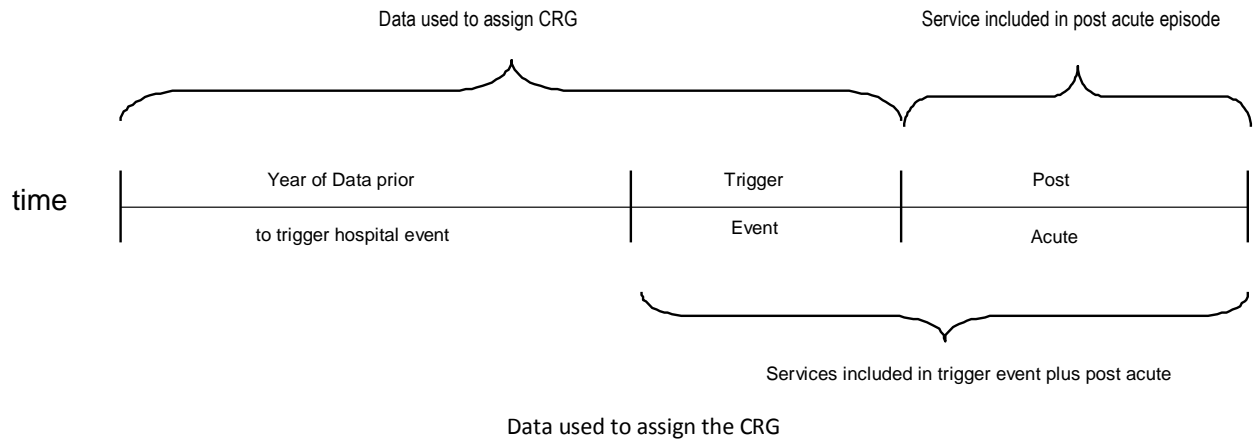 Data used to assign CRG
Service included in post acute episode
time
Year of Data prior
to trigger hospital event
Trigger
Event
Post
Acute
Services included in trigger event plus post acute
Data used to assign the CRG